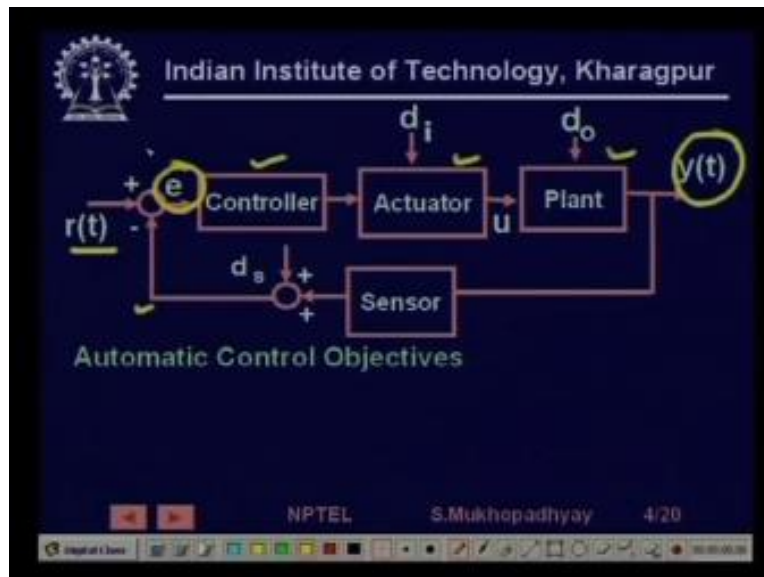 Indian Institute of Technology, Kharagpur
d i
d o
y(t)
+
e
Controller
Actuator
Plant
r(t)
-
u
d s
+
+
Sensor
Automatic Control Objectives
NPTEL
S.Mukhopadhyay
4/20